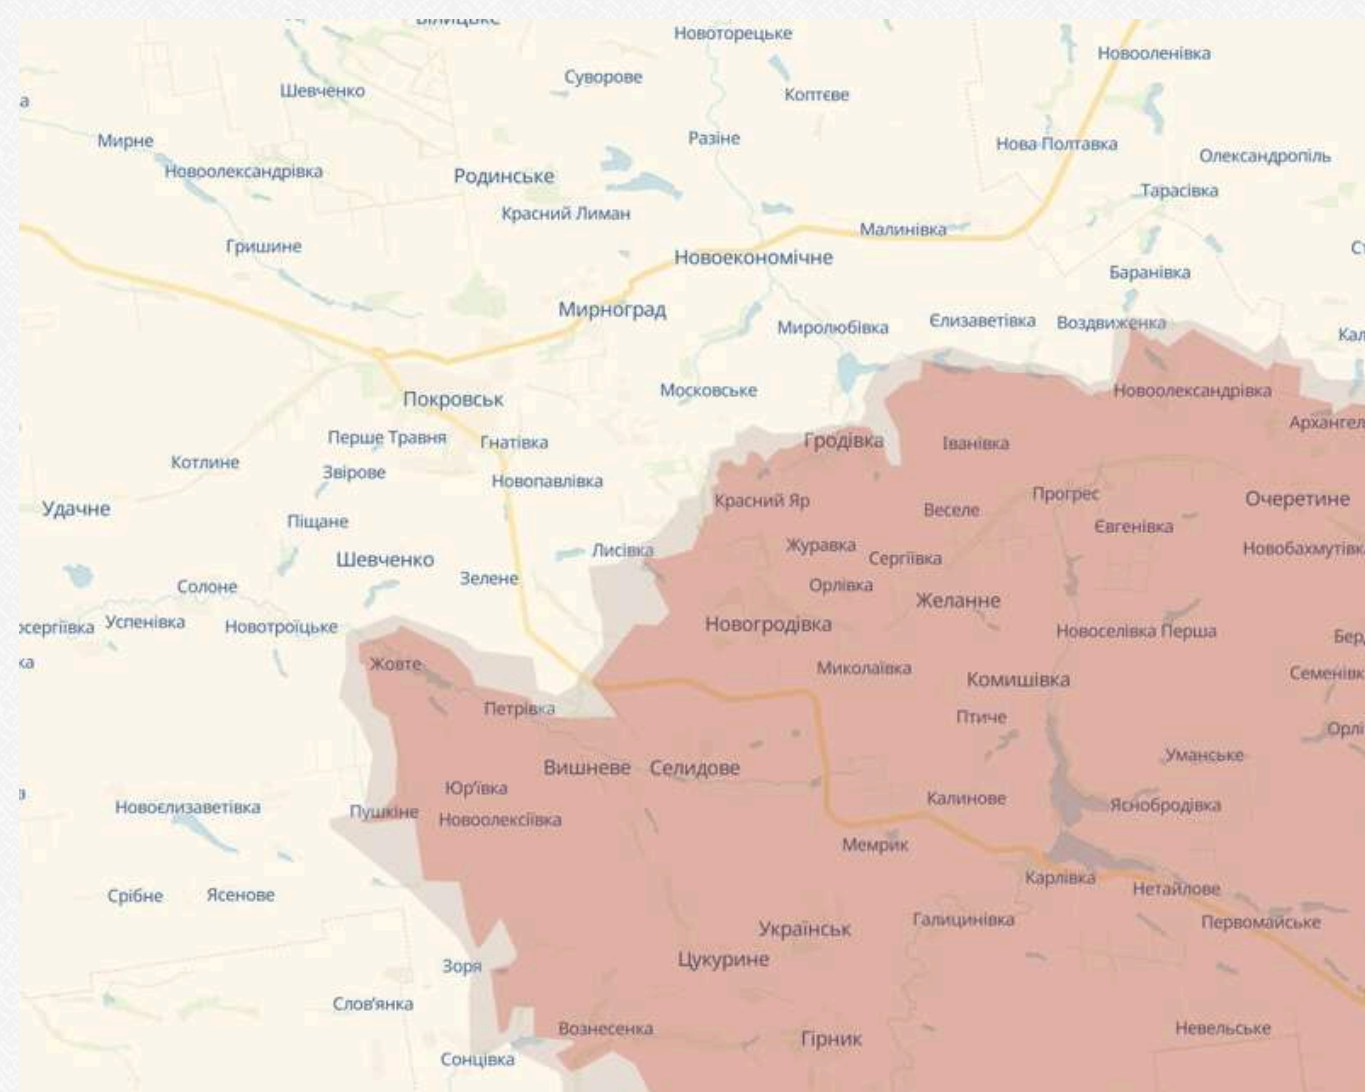 Новоторецьке
Новооленівка
Суворове
Шевченко
Коптєве
Мирне
Разіне
Нова Полтавка
Олександропіль
Новоолександрівка
Родинське
Тарасівка
Красний Лиман
Малинівка
Гришине
Новоекономічне
Баранівка
Мирноград
Миролюбівка
Єлизаветівка
Воздвиженка
Московське
Новоолександрівка
Покровськ
Перше Травня
Гнатівка
Гродівка
Іванівка
Котлине
Звірове
Новопавлівка
Красний Яр
Прогрес
Очеретине
Удачне
Веселе
Піщане
Євгенівка
Шевченко
Лисівка
Журавка
Сергіївка
Зелене
Солоне
Орлівка
Желанне
Успенівка
Новотроїцьке
Новогродівка
Новоселівка Перша
Жовте
Миколаївка
Комишівка
Петрівка
Птиче
Вишневе
Селидове
Уманське
Юр'ївка
Калинове
Новоєлизаветівка
Пушкіне
Новоолексіївка
Яснобродівка
Мемрик
Карлівка
Нетайлове
Срібне
Ясенове
Українськ
Галицинівка
Первомайське
Цукурине
Зоря
Слов'янка
Вознесенка
Гірник
Невельське
Сонцівка